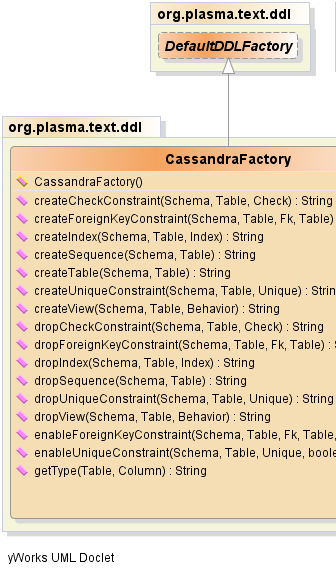 org.plasma.text.ddl
DefaultDDLFactory
org.plasma.text.ddl
CassandraFactory
CassandraFactory()
createCheckConstraint(Schema, Table, Check) : String
createForeignKeyConstraint(Schema, Table, Fk, Table)
createIndex(Schema, Table, Index) : String
createSequence(Schema, Table) : String
createTable(Schema, Table) : String
createUniqueConstraint(Schema, Table, Unique) : String
createView(Schema, Table, Behavior) : String
dropCheckConstraint(Schema, Table, Check) : String
dropForeignKeyConstraint(Schema, Table, Fk, Table) :
dropIndex(Schema, Table, Index) : String
dropSequence(Schema, Table) : String
dropUniqueConstraint(Schema, Table, Unique) : String
dropView(Schema, Table, Behavior) : String
enableForeignKeyConstraint(Schema, Table, Fk, Table,
enableUniqueConstraint(Schema, Table, Unique, boole
getType(Table, Column) : String
yWorks UML Doclet